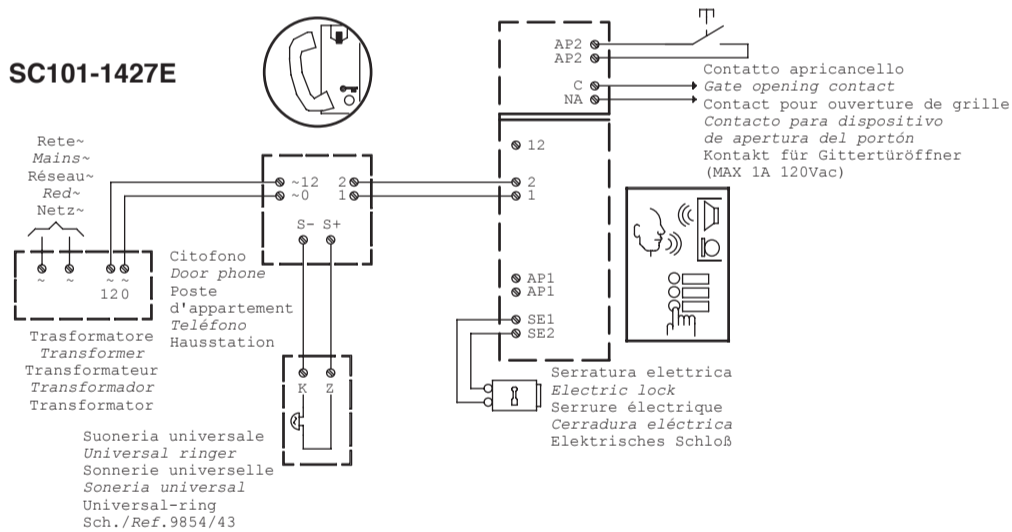 SC101-1427E
Rete~
Mains~
Réseau~
Red~
Netz~
~ ~ ~ ~
12 0
Trasformatore
Transformer
Transformateur
Transformador
Transformator
~12 2
~0 1
S- S+
Citofono
Door phone
Poste
d'appartement
Teléfono
Hausstation
K Z
Suoneria universale
Universal ringer
Sonnerie universelle
Soneria universal
Universal-ring
Sch./Ref.9854/43
AP2
AP2
C
NA
12
2
1
AP1
AP1
SE1
SE2
Contatto apricancello
Gate opening contact
Contact pour ouverture de grille
Contacto para dispositivo
de apertura del portón
Kontakt für Gittertüröffner
(MAX 1A 120Vac)
Serratura elettrica
Electric lock
Serrure électrique
Cerradura eléctrica
Elektrisches Schloß